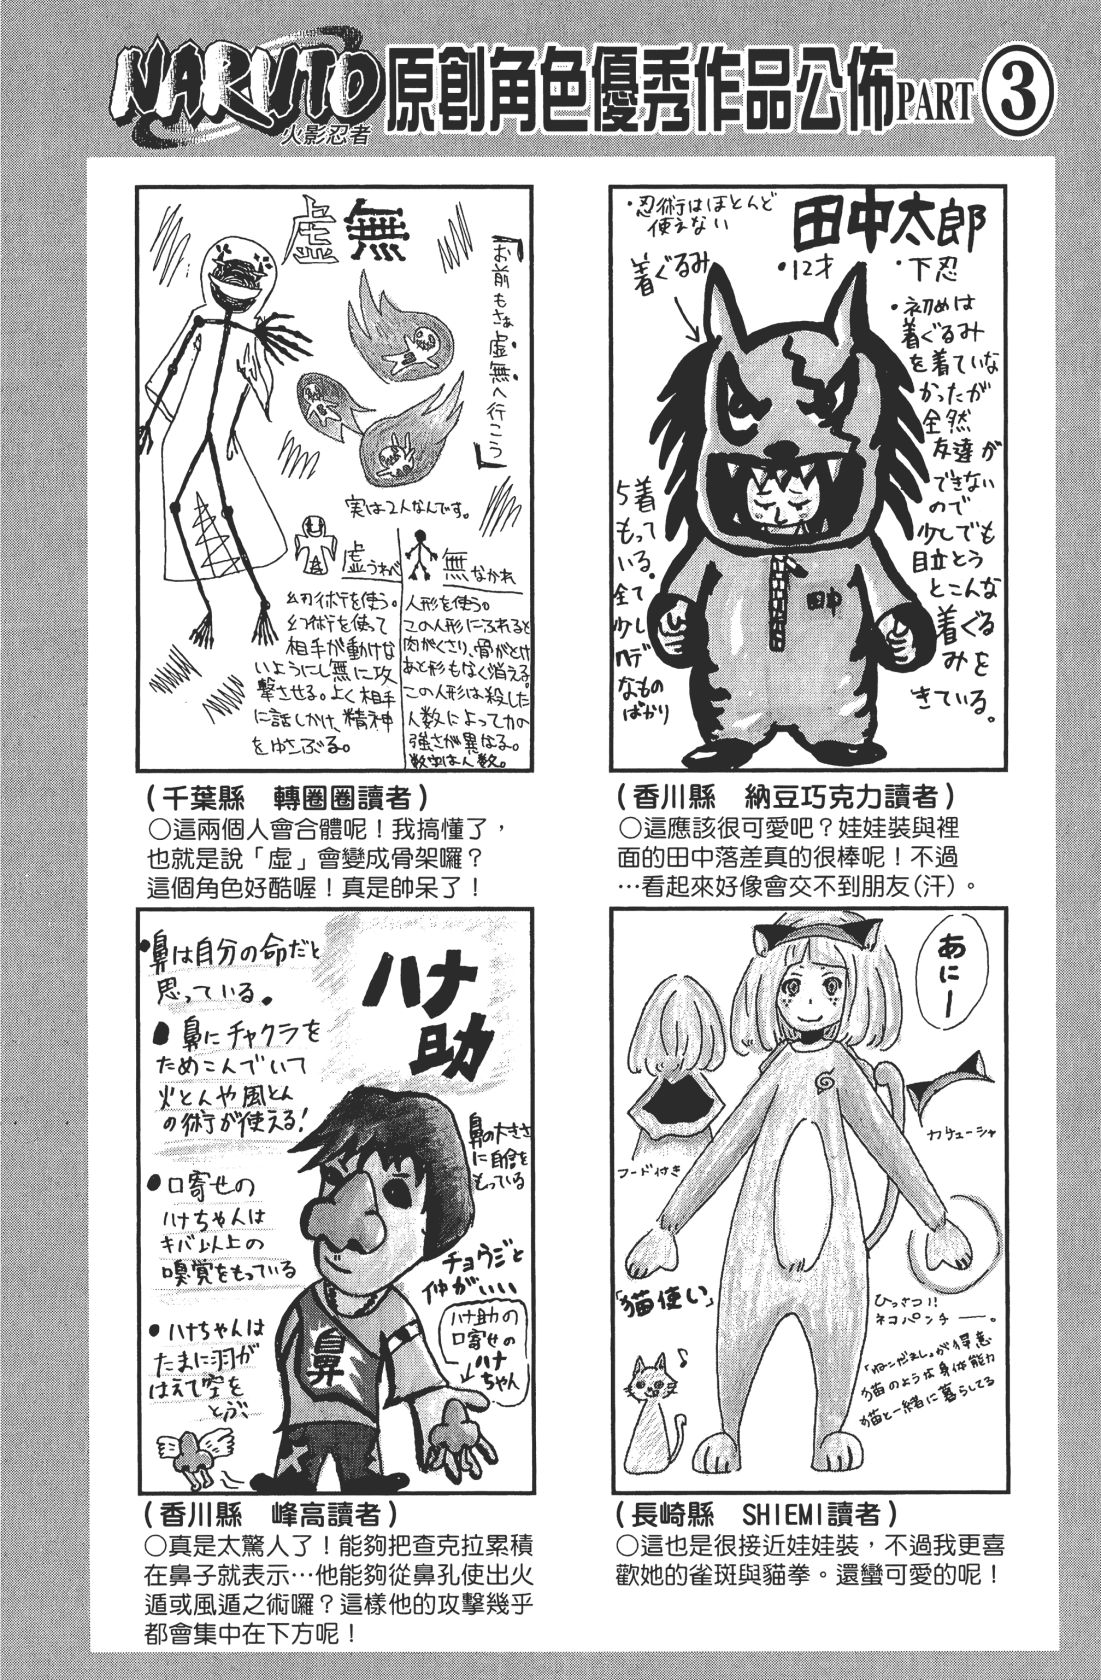 NARUTO
火影忍者
原創角色優秀作品公佈PART ③
虚無
「お前もさぁ
虚無へ行こう」
実は2人なんです。
虚うわべ
幻術を使う。
幻術を使って
相手が動けな
いようにし無に攻
撃させる。よく相手
に話しかけ、精神
をゆさぶる。
無なかれ
人形を使う。
この人形にふれると
肉がくさり、骨がとけ
あと形もなく消える。
この人形は殺した
人数によって力の
強さが異なる。
(千葉縣 轉圈圈讀者)
○這兩個人會合體呢！我搞懂了，
也就是說「虛」會變成骨架囉？
這個角色好酷喔！真是帥呆了！
田中太郎
・忍術はほとんど
使えない
・12才
・下忍
着ぐるみ
・初めは
着ぐるみ
を着ていな
かったが
全然
友達が
できない
ので
少しでも
目立とう
とこんな
着ぐる
みを
きている。
5着
もって
いる。
全て
少し
ハデ
なもの
ばかり
田中
(香川縣 納豆巧克力讀者)
○這應該很可愛吧？娃娃裝與裡
面的田中落差真的很棒呢！不過
…看起來好像會交不到朋友(汗)。
ハナ
助
・鼻は自分の命だと
思っている。
・鼻にチャクラを
ためこんでいて
火とんや風とん
の術が使える！
・口寄せの
ハナちゃんは
キバ以上の
嗅覚をもっている
・ハナちゃんは
たまに羽が
はえて空を
とぶ
鼻の大きさ
に自信を
もっている
チョウジと
仲がいい
ハナ助の
口寄せの
ハナ
ちゃん
鼻
(香川縣 峰高讀者)
○真是太驚人了！能夠把查克拉累積
在鼻子就表示…他能夠從鼻孔使出火
遁或風遁之術囉？這樣他的攻擊幾乎
都會集中在下方呢！
あにー
カチューシャ
フード付き
「猫使い」
ひっさつ!!
ネコパンチ――。
「ねこだまし」が得意
猫のような身体能力
猫と一緒に暮らしてる
(長崎縣 SHIEMI讀者)
○這也是很接近娃娃裝，不過我更喜
歡她的雀斑與貓拳。還蠻可愛的呢！